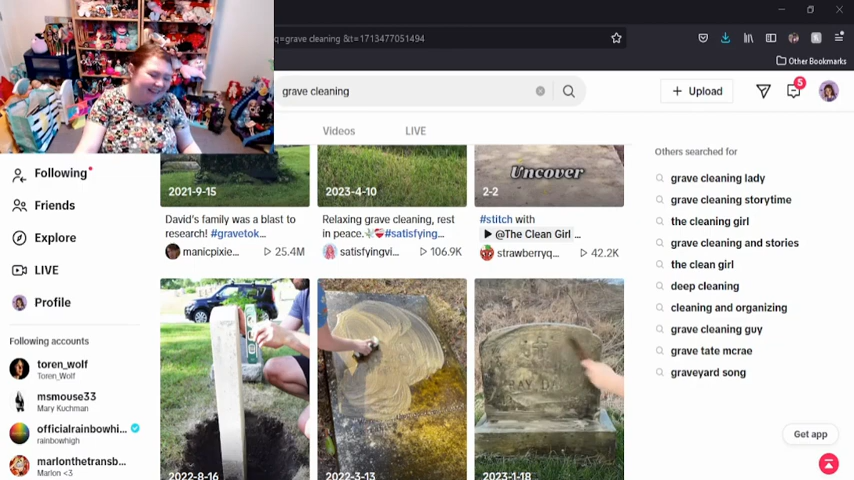 q=grave cleaning &t=1713477051494
Other Bookmarks
grave cleaning
Upload
5
Videos
LIVE
Following
Friends
Explore
LIVE
Profile
Following accounts
toren_wolf
Toren_Wolf
msmouse33
Mary Kuchman
officialrainbowhi...
rainbowhigh
marlonthetransb...
Marlon <3
2021-9-15
David's family was a blast to
research! #gravetok...
manicpixie...
25.4M
2023-4-10
Relaxing grave cleaning, rest
in peace. #satisfying...
satisfyingvi...
106.9K
Uncover
2-2
#stitch with
@The Clean Girl ...
strawberryq...
42.2K
2022-8-16
2022-3-13
2023-1-18
Others searched for
grave cleaning lady
grave cleaning storytime
the cleaning girl
grave cleaning and stories
the clean girl
deep cleaning
cleaning and organizing
grave cleaning guy
grave tate mcrae
graveyard song
Get app